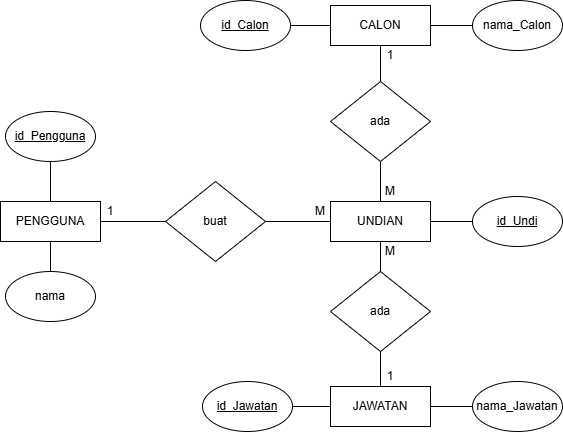 id_Calon
CALON
nama_Calon
1
ada
id_Pengguna
M
PENGGUNA
1
buat
M
UNDIAN
id_Undi
M
nama
ada
1
id_Jawatan
JAWATAN
nama_Jawatan